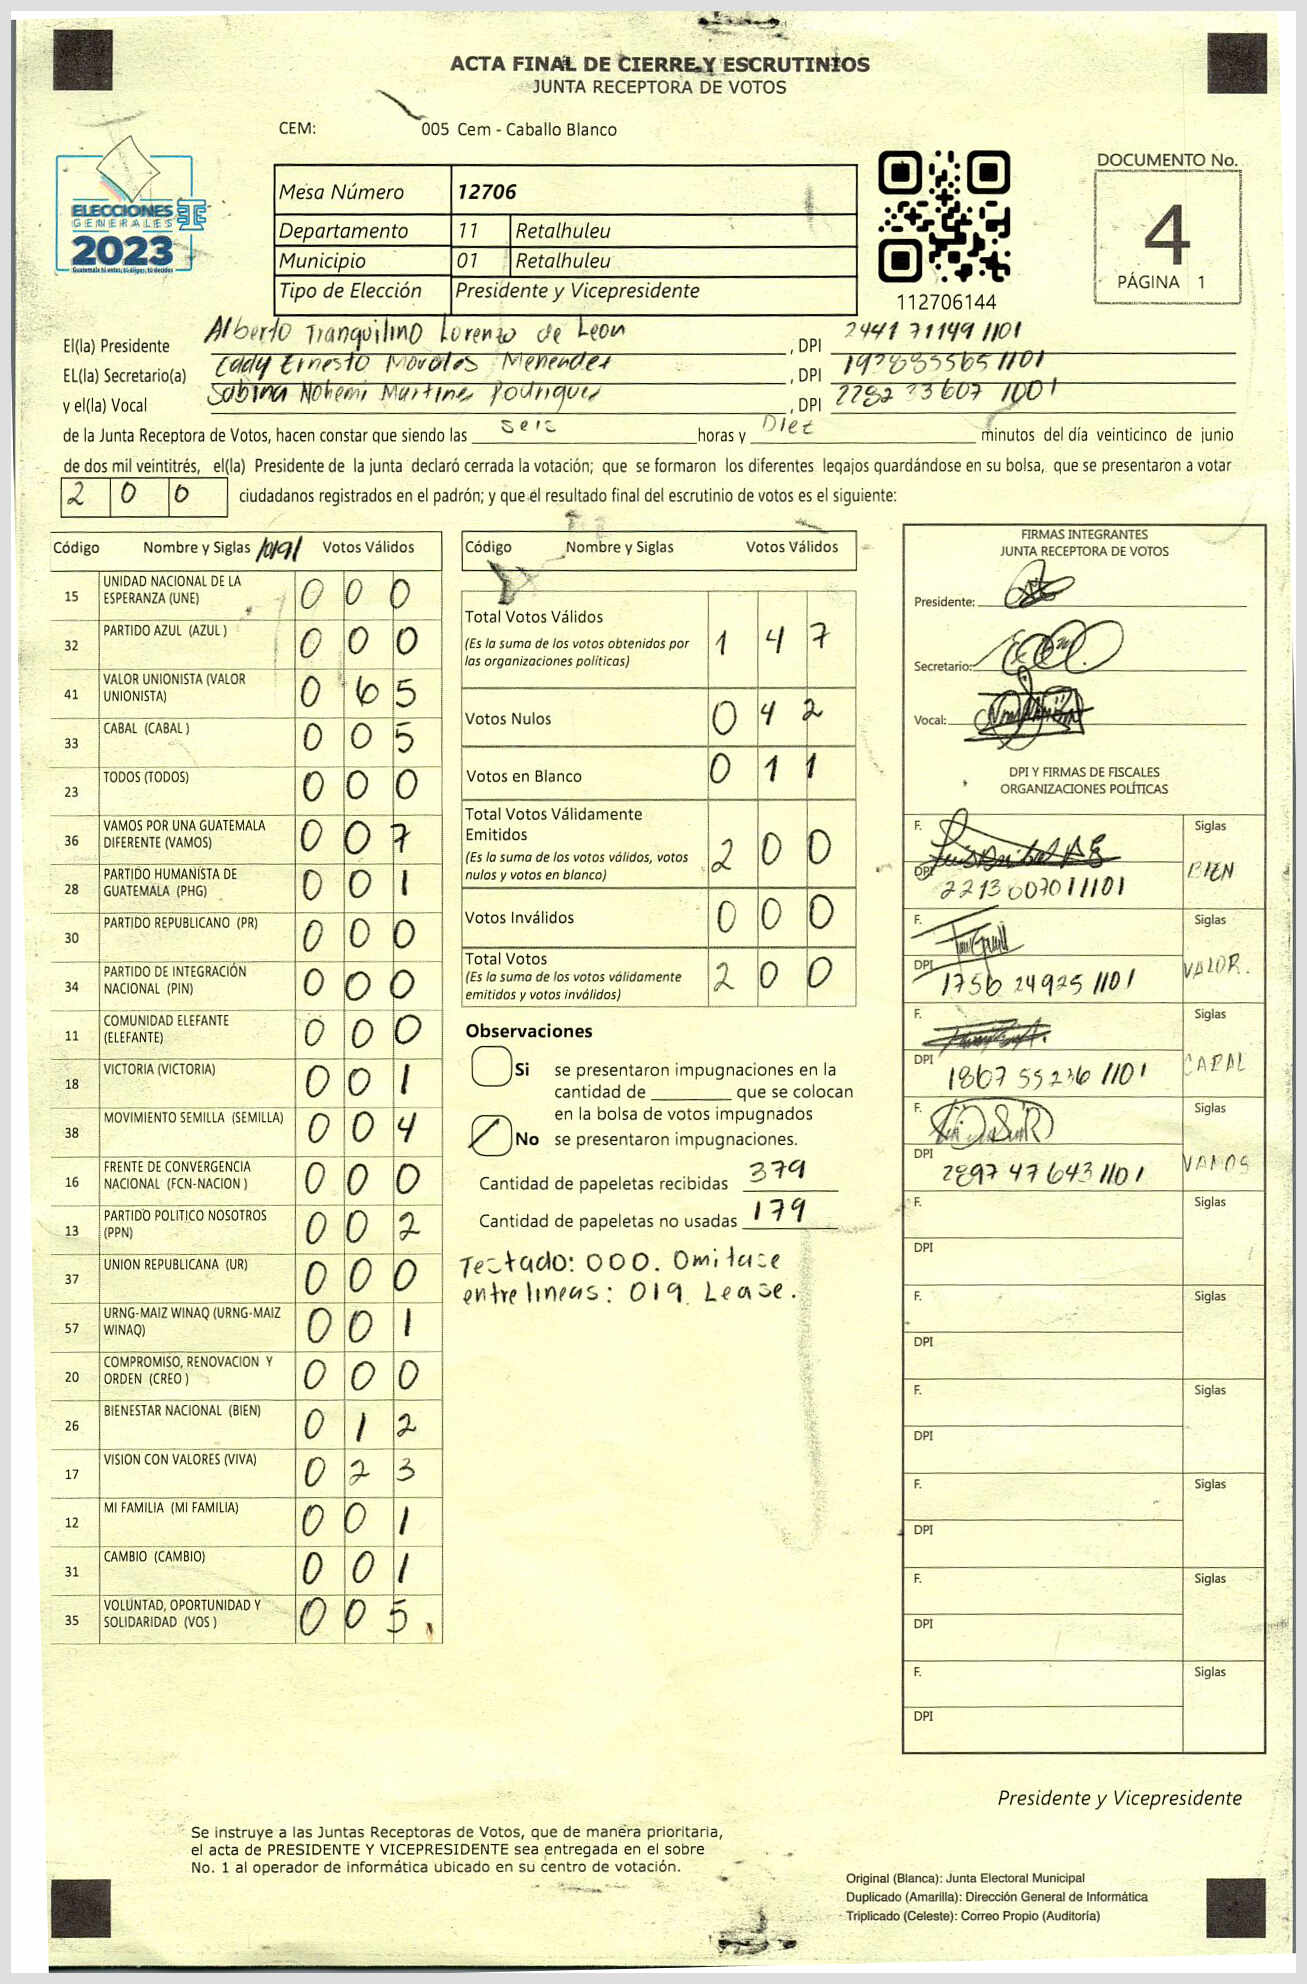 ACTA FINAL DE CIERRE Y ESCRUTINIOS
JUNTA RECEPTORA DE VOTOS
CEM: 005 Cem - Caballo Blanco
ELECCIONES
GENERALES
2023
Mesa Número 12706
Departamento 11 Retalhuleu
Municipio 01 Retalhuleu
Tipo de Elección Presidente y Vicepresidente
112706144
DOCUMENTO No.
4
PÁGINA 1
El(la) Presidente Alberto Tranquilino Lorenzo de Leon, DPI 2441 71149 1101
EL(la) Secretario(a) Eddy Ernesto Morales Menendez, DPI
y el(la) Vocal Sabina Nohemi Martinez Rodriguez, DPI 2282 33607 1001
de la Junta Receptora de Votos, hacen constar que siendo las seis horas y Diez minutos del día veinticinco de junio
de dos mil veintitrés, el(la) Presidente de la junta declaró cerrada la votación; que se formaron los diferentes legajos guardándose en su bolsa, que se presentaron a votar
200 ciudadanos registrados en el padrón; y que el resultado final del escrutinio de votos es el siguiente:
Código Nombre y Siglas /019/ Votos Válidos
15 UNIDAD NACIONAL DE LA ESPERANZA (UNE) 0 0 0
32 PARTIDO AZUL (AZUL ) 0 0 0
41 VALOR UNIONISTA (VALOR UNIONISTA) 0 6 5
33 CABAL (CABAL ) 0 0 5
23 TODOS (TODOS) 0 0 0
36 VAMOS POR UNA GUATEMALA DIFERENTE (VAMOS) 0 0 7
28 PARTIDO HUMANISTA DE GUATEMALA (PHG) 0 0 1
30 PARTIDO REPUBLICANO (PR) 0 0 0
34 PARTIDO DE INTEGRACIÓN NACIONAL (PIN) 0 0 0
11 COMUNIDAD ELEFANTE (ELEFANTE) 0 0 0
18 VICTORIA (VICTORIA) 0 0 1
38 MOVIMIENTO SEMILLA (SEMILLA) 0 0 4
16 FRENTE DE CONVERGENCIA NACIONAL (FCN-NACION ) 0 0 0
13 PARTIDO POLITICO NOSOTROS (PPN) 0 0 2
37 UNION REPUBLICANA (UR) 0 0 0
57 URNG-MAIZ WINAQ (URNG-MAIZ WINAQ) 0 0 1
20 COMPROMISO, RENOVACION Y ORDEN (CREO ) 0 0 0
26 BIENESTAR NACIONAL (BIEN) 0 1 2
17 VISION CON VALORES (VIVA) 0 2 3
12 MI FAMILIA (MI FAMILIA) 0 0 1
31 CAMBIO (CAMBIO) 0 0 1
35 VOLUNTAD, OPORTUNIDAD Y SOLIDARIDAD (VOS ) 0 0 5
Código Nombre y Siglas Votos Válidos
Total Votos Válidos 1 4 7
(Es la suma de los votos obtenidos por
las organizaciones políticas)
Votos Nulos 0 4 2
Votos en Blanco 0 1 1
Total Votos Válidamente
Emitidos 2 0 0
(Es la suma de los votos válidos, votos
nulos y votos en blanco)
Votos Inválidos 0 0 0
Total Votos 2 0 0
(Es la suma de los votos válidamente
emitidos y votos inválidos)
Observaciones
Si se presentaron impugnaciones en la
cantidad de ________ que se colocan
en la bolsa de votos impugnados
No se presentaron impugnaciones.
Cantidad de papeletas recibidas 379
Cantidad de papeletas no usadas 179
Testado: 000. Omitase
entre lineas: 019. Lease.
FIRMAS INTEGRANTES
JUNTA RECEPTORA DE VOTOS
Presidente:
Secretario:
Vocal:
DPI Y FIRMAS DE FISCALES
ORGANIZACIONES POLÍTICAS
F. Siglas
DPI 2213 00701 1101 BIEN
F. Siglas
DPI 1756 24925 1101 VALOR.
F. Siglas
DPI 1807 55236 1101 CABAL
F. Siglas
DPI 2897 47643 1101 VAMOS
F. Siglas
DPI
F. Siglas
DPI
F. Siglas
DPI
F. Siglas
DPI
F. Siglas
DPI
F. Siglas
DPI
Presidente y Vicepresidente
Se instruye a las Juntas Receptoras de Votos, que de manera prioritaria,
el acta de PRESIDENTE Y VICEPRESIDENTE sea entregada en el sobre
No. 1 al operador de informática ubicado en su centro de votación.
Original (Blanca): Junta Electoral Municipal
Duplicado (Amarilla): Dirección General de Informática
Triplicado (Celeste): Correo Propio (Auditoría)